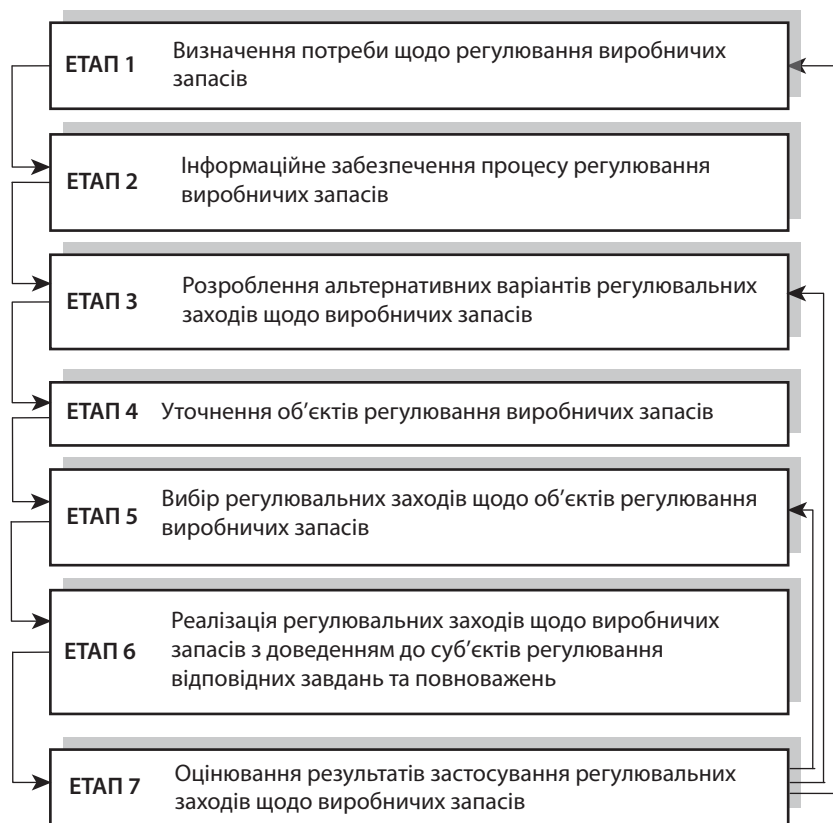 ЕТАП 1 Визначення потреби щодо регулювання виробничих
запасів
ЕТАП 2 Інформаційне забезпечення процесу регулювання
виробничих запасів
ЕТАП 3 Розроблення альтернативних варіантів регулювальних
заходів щодо виробничих запасів
ЕТАП 4 Уточнення об’єктів регулювання виробничих запасів
ЕТАП 5 Вибір регулювальних заходів щодо об’єктів регулювання
виробничих запасів
ЕТАП 6 Реалізація регулювальних заходів щодо виробничих
запасів з доведенням до суб’єктів регулювання
відповідних завдань та повноважень
ЕТАП 7 Оцінювання результатів застосування регулювальних
заходів щодо виробничих запасів